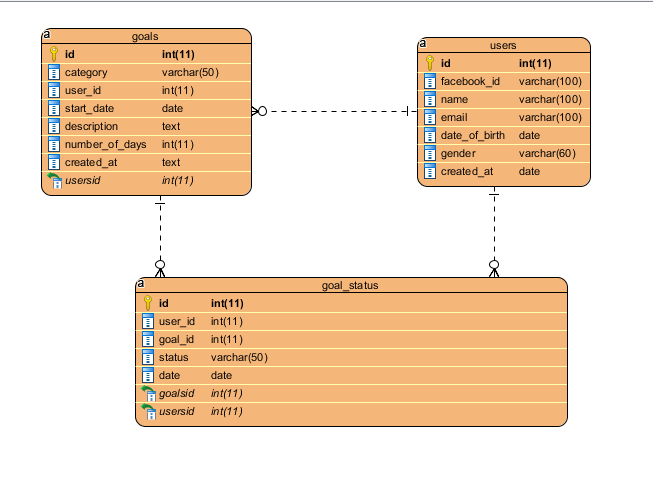 a
goals
id int(11)
category varchar(50)
user_id int(11)
start_date date
description text
number_of_days int(11)
created_at text
usersid int(11)
a
users
id int(11)
facebook_id varchar(100)
name varchar(100)
email varchar(100)
date_of_birth date
gender varchar(60)
created_at date
a
goal_status
id int(11)
user_id int(11)
goal_id int(11)
status varchar(50)
date date
goalsid int(11)
usersid int(11)